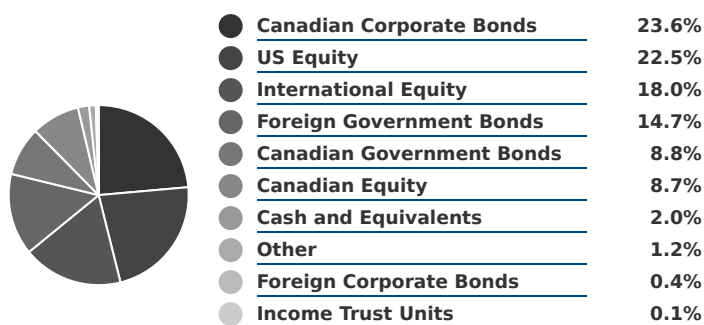 Canadian Corporate Bonds 23.6%
US Equity 22.5%
International Equity 18.0%
Foreign Government Bonds 14.7%
Canadian Government Bonds 8.8%
Canadian Equity 8.7%
Cash and Equivalents 2.0%
Other 1.2%
Foreign Corporate Bonds 0.4%
Income Trust Units 0.1%